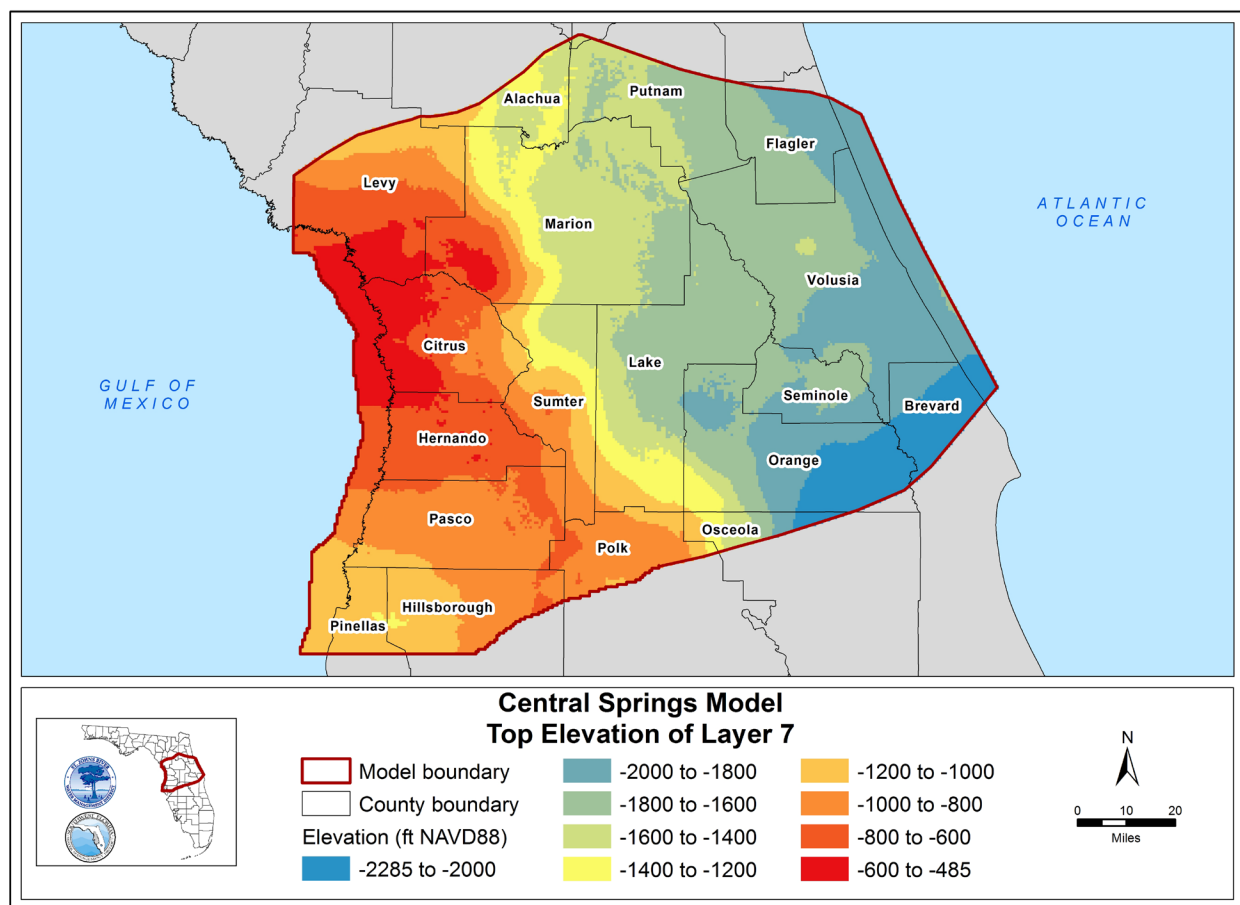 Alachua
Putnam
Flagler
Levy
ATLANTIC
OCEAN
Marion
Volusia
Citrus
Lake
GULF OF
MEXICO
Sumter
Seminole
Brevard
Hernando
Orange
Pasco
Osceola
Polk
Hillsborough
Pinellas
Central Springs Model
Top Elevation of Layer 7
Model boundary
County boundary
Elevation (ft NAVD88)
-2285 to -2000
-2000 to -1800
-1800 to -1600
-1600 to -1400
-1400 to -1200
-1200 to -1000
-1000 to -800
-800 to -600
-600 to -485
N
0 10 20
Miles